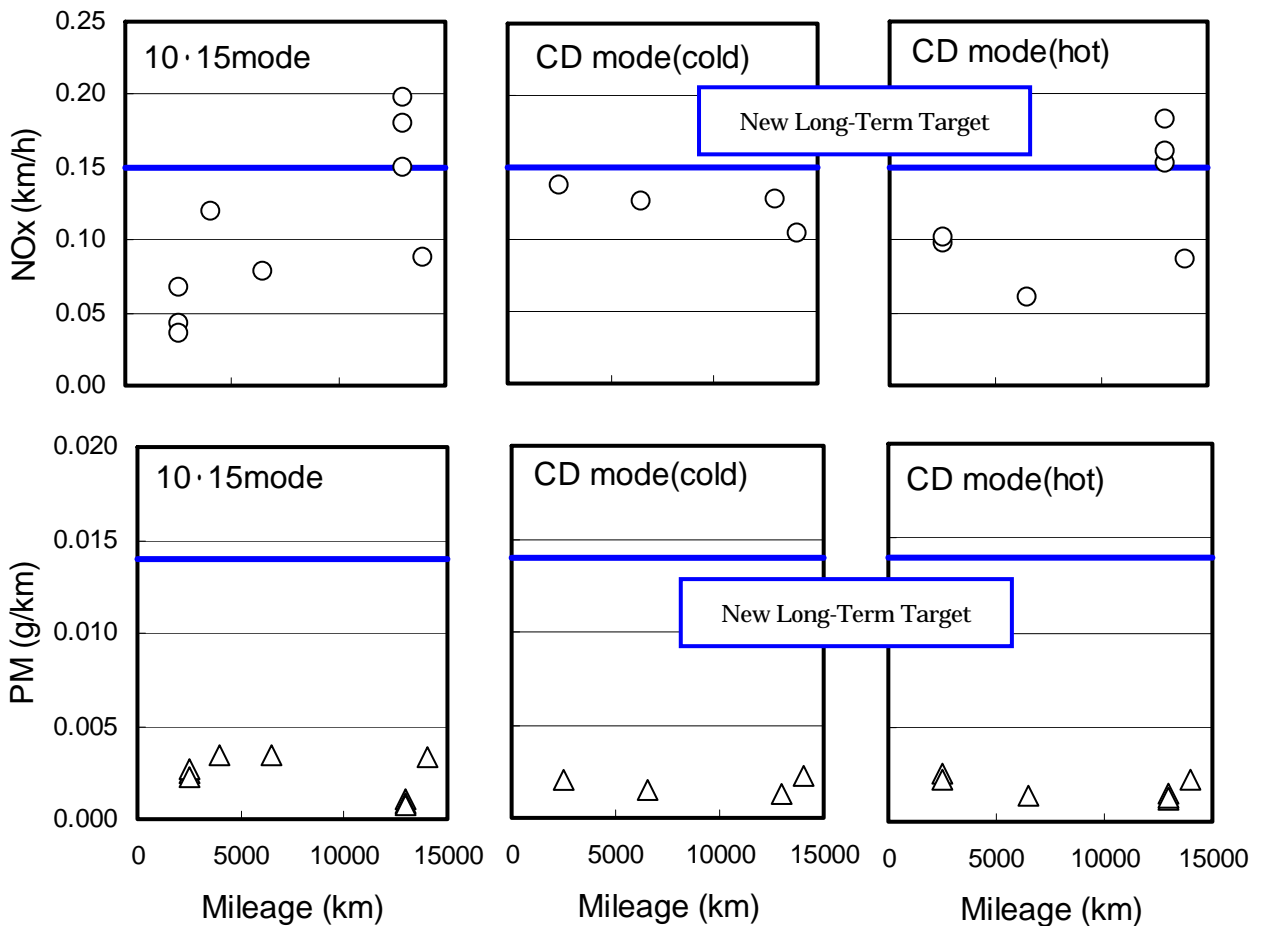 0.25
10·15mode
CD mode(cold)
CD mode(hot)
0.20
New Long-Term Target
0.15
0.10
0.05
0.00
NOx (km/h)
0.020
10·15mode
CD mode(cold)
CD mode(hot)
0.015
0.010
New Long-Term Target
0.005
0.000
PM (g/km)
0 5000 10000 15000 0 5000 10000 15000 0 5000 10000 15000
Mileage (km) Mileage (km) Mileage (km)